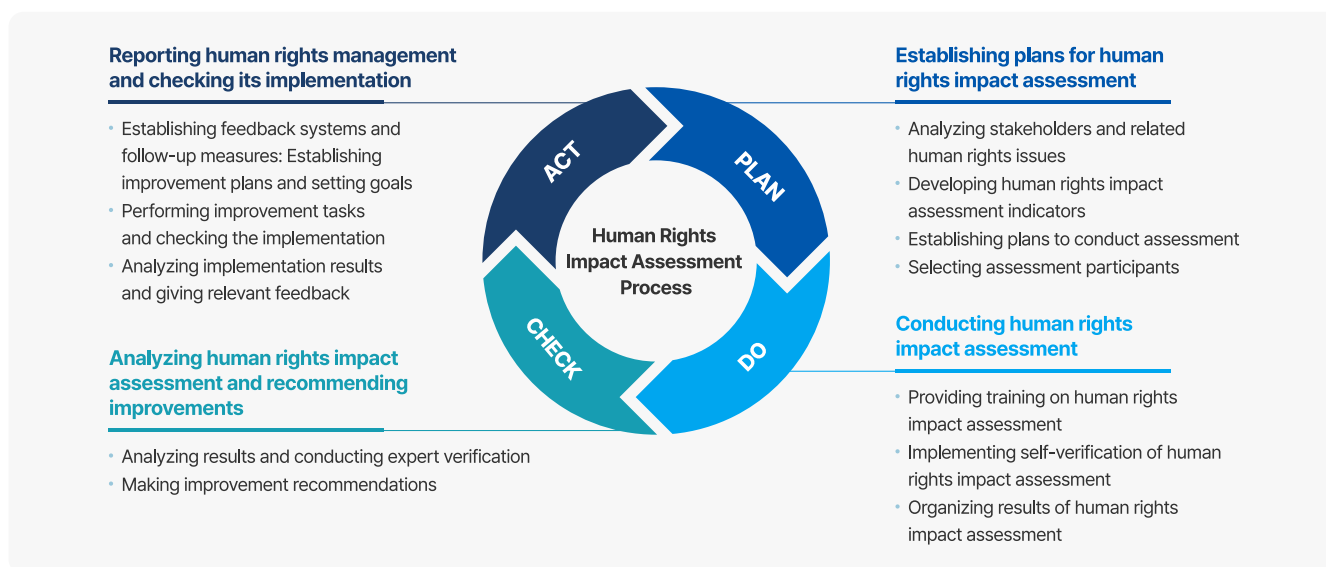 Reporting human rights management
and checking its implementation
• Establishing feedback systems and
follow-up measures: Establishing
improvement plans and setting goals
• Performing improvement tasks
and checking the implementation
• Analyzing implementation results
and giving relevant feedback
Analyzing human rights impact
assessment and recommending
improvements
• Analyzing results and conducting expert verification
• Making improvement recommendations
ACT
PLAN
CHECK
DO
Human Rights
Impact Assessment
Process
Establishing plans for human
rights impact assessment
• Analyzing stakeholders and related
human rights issues
• Developing human rights impact
assessment indicators
• Establishing plans to conduct assessment
• Selecting assessment participants
Conducting human rights
impact assessment
• Providing training on human rights
impact assessment
• Implementing self-verification of human
rights impact assessment
• Organizing results of human rights
impact assessment